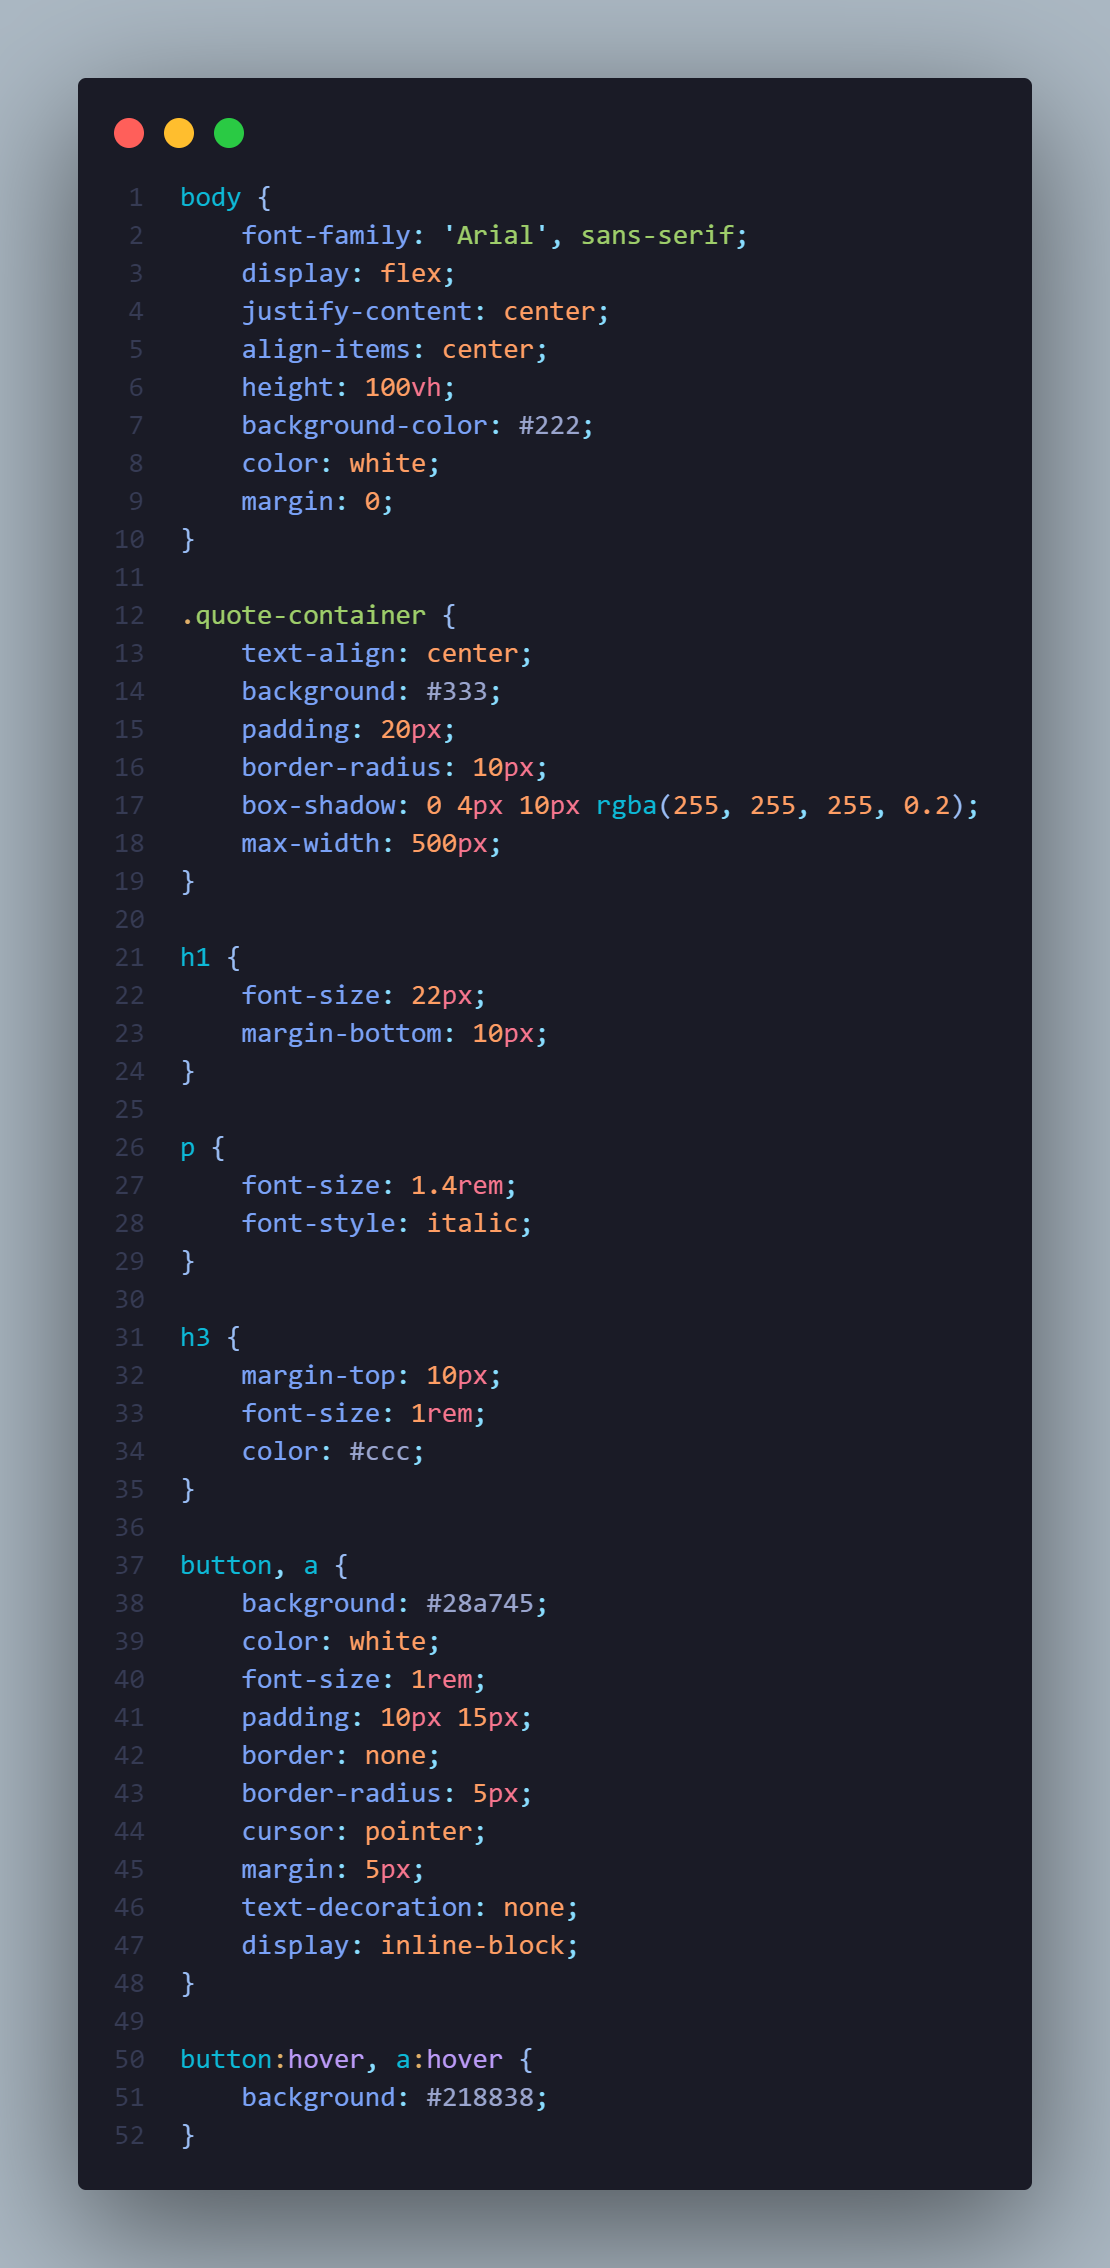 1 body {
2     font-family: 'Arial', sans-serif;
3     display: flex;
4     justify-content: center;
5     align-items: center;
6     height: 100vh;
7     background-color: #222;
8     color: white;
9     margin: 0;
10 }
11
12 .quote-container {
13     text-align: center;
14     background: #333;
15     padding: 20px;
16     border-radius: 10px;
17     box-shadow: 0 4px 10px rgba(255, 255, 255, 0.2);
18     max-width: 500px;
19 }
20
21 h1 {
22     font-size: 22px;
23     margin-bottom: 10px;
24 }
25
26 p {
27     font-size: 1.4rem;
28     font-style: italic;
29 }
30
31 h3 {
32     margin-top: 10px;
33     font-size: 1rem;
34     color: #ccc;
35 }
36
37 button, a {
38     background: #28a745;
39     color: white;
40     font-size: 1rem;
41     padding: 10px 15px;
42     border: none;
43     border-radius: 5px;
44     cursor: pointer;
45     margin: 5px;
46     text-decoration: none;
47     display: inline-block;
48 }
49
50 button:hover, a:hover {
51     background: #218838;
52 }